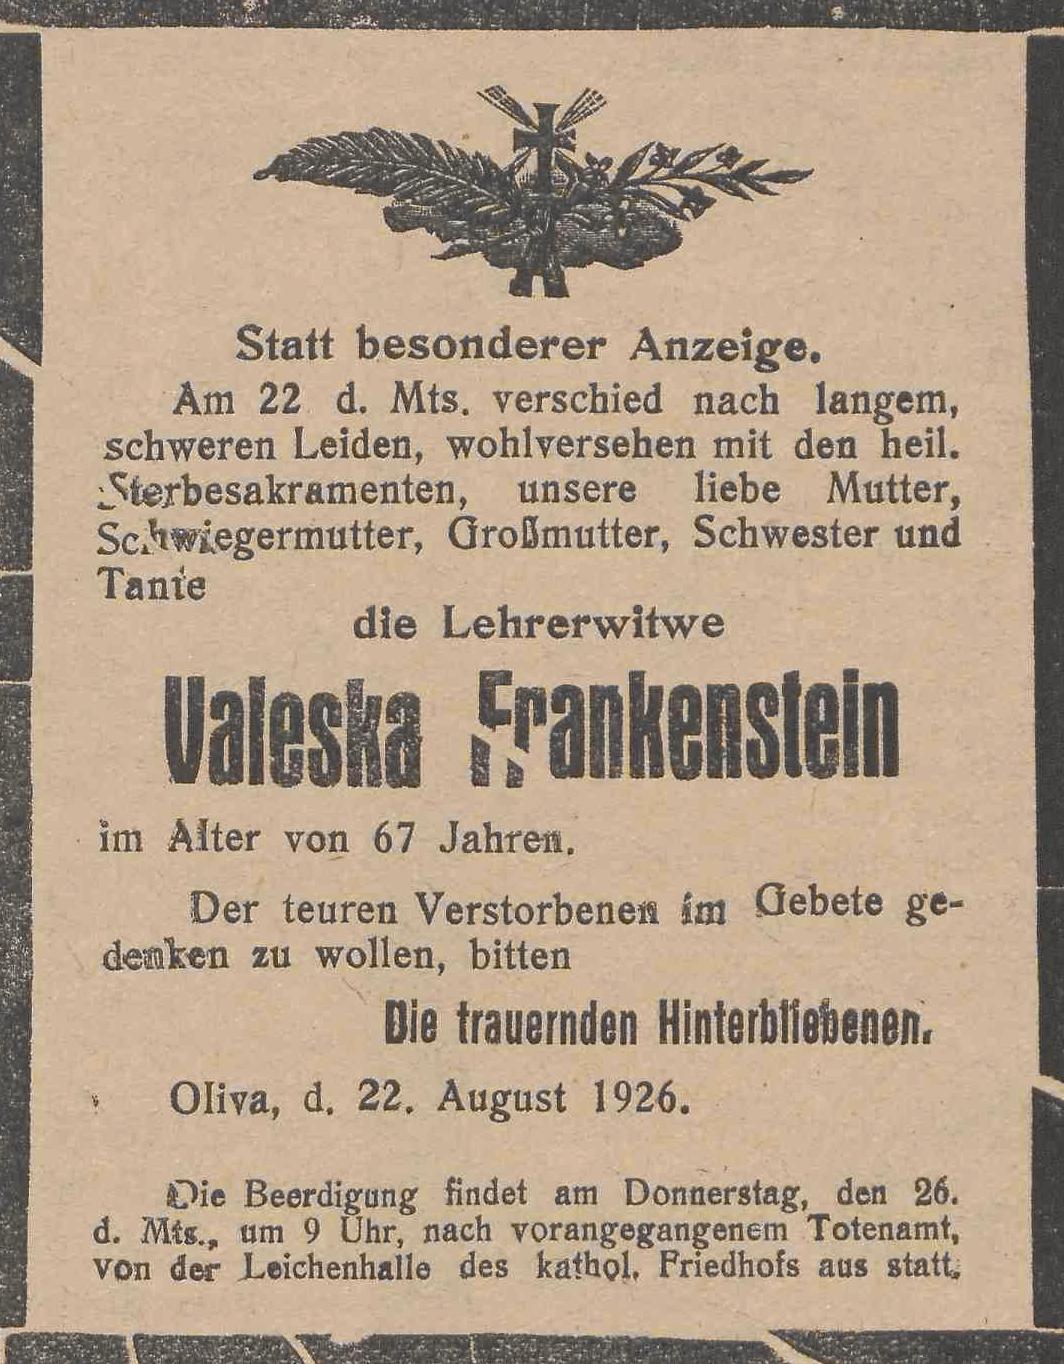 Statt besonderer Anzeige.
Am 22 d. Mts. verschied nach langem,
schweren Leiden, wohlversehen mit den heil.
Sterbesakramenten, unsere liebe Mutter,
Schwiegermutter, Großmutter, Schwester und
Tante
die Lehrerwitwe
Valeska Frankenstein
im Alter von 67 Jahren.
Der teuren Verstorbenen im Gebete ge-
denken zu wollen, bitten
Die trauernden Hinterbliebenen.
Oliva, d. 22. August 1926.
Die Beerdigung findet am Donnerstag, den 26.
d. Mts., um 9 Uhr, nach vorangegangenem Totenamt,
von der Leichenhalle des kathol. Friedhofs aus statt.